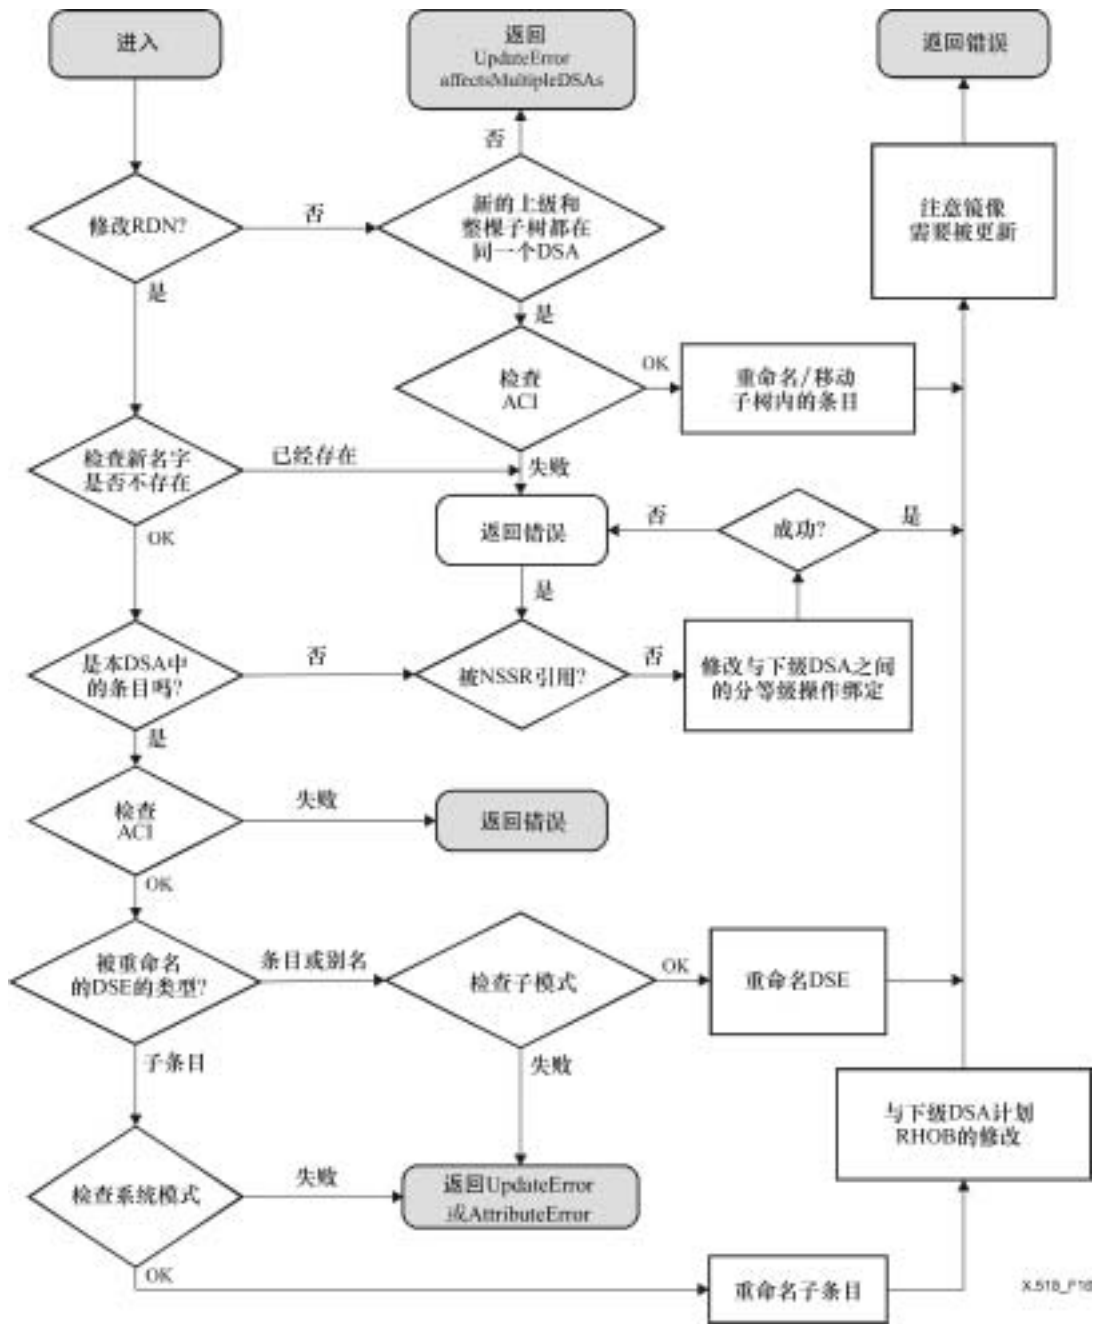 进入
返回
UpdateError
affectsMultipleDSAs
返回错误
否
修改RDN?
否
新的上级和
整棵子树都在
同一个DSA
注意镜像
需要被更新
是
是
检查
ACI
OK
重命名/移动
子树内的条目
检查新名字
是否不存在
已经存在
失败
返回错误
否
成功?
是
OK
是
是本DSA中
的条目吗?
否
被NSSR引用?
否
修改与下级DSA之间
的分等级操作绑定
是
检查
ACI
失败
返回错误
OK
被重命名
的DSE的类型?
条目或别名
检查子模式
OK
重命名DSE
子条目
失败
与下级DSA计划
RHOB的修改
检查系统模式
失败
返回UpdateError
或AttributeError
OK
重命名子条目
X.518_F18